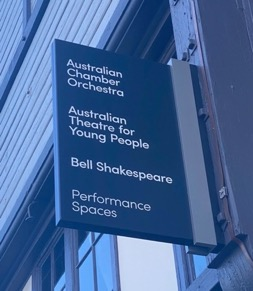 Australian
Chamber
Orchestra
Australian
Theatre for
Young People
Bell Shakespeare
Performance
Spaces